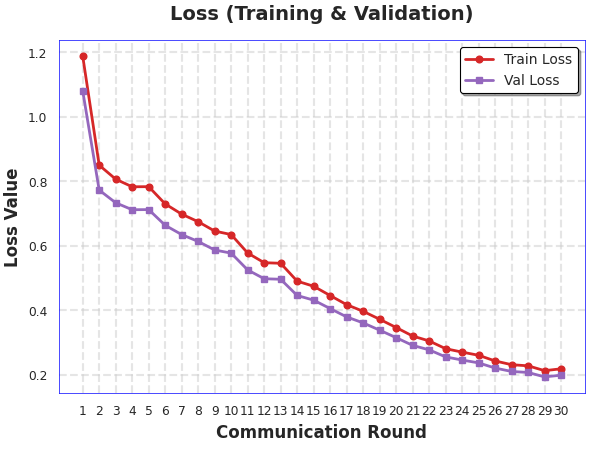 Loss (Training & Validation)
Train Loss
Val Loss
Loss Value
1.2
1.0
0.8
0.6
0.4
0.2
1 2 3 4 5 6 7 8 9 10 11 12 13 14 15 16 17 18 19 20 21 22 23 24 25 26 27 28 29 30
Communication Round